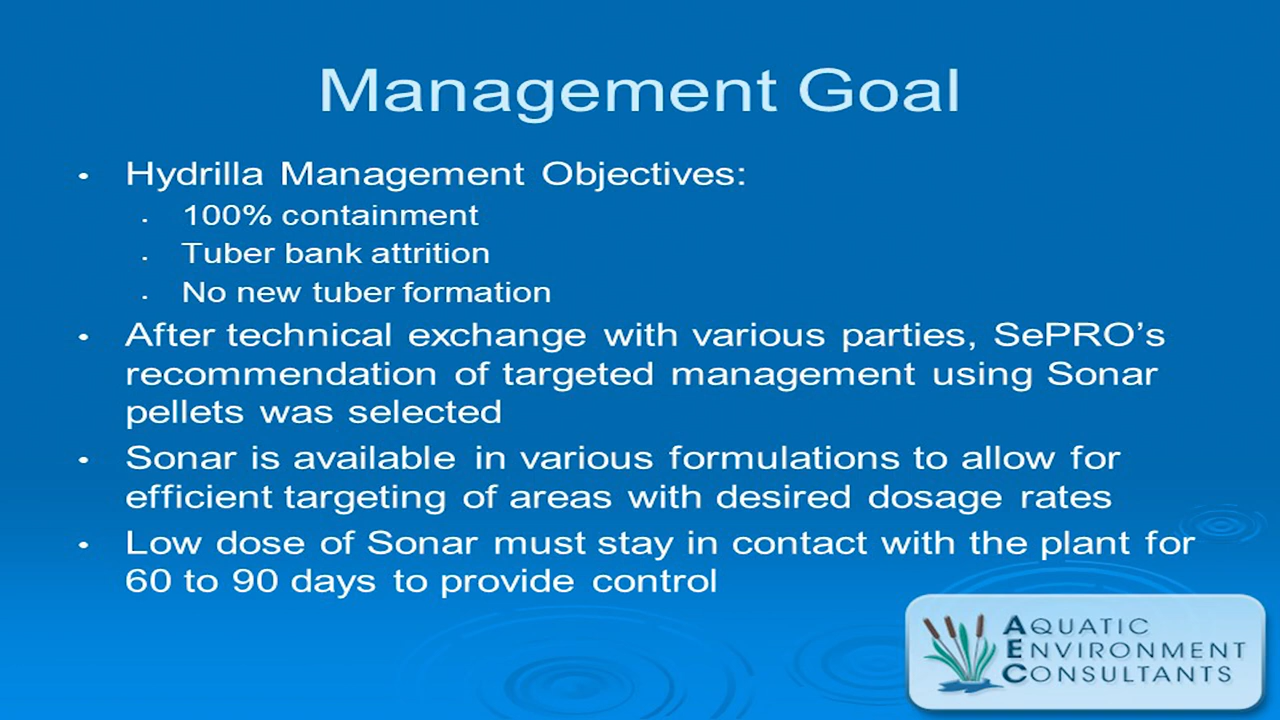 Management Goal
• Hydrilla Management Objectives:
• 100% containment
• Tuber bank attrition
• No new tuber formation
• After technical exchange with various parties, SePRO’s
recommendation of targeted management using Sonar
pellets was selected
• Sonar is available in various formulations to allow for
efficient targeting of areas with desired dosage rates
• Low dose of Sonar must stay in contact with the plant for
60 to 90 days to provide control
AQUATIC
ENVIRONMENT
CONSULTANTS